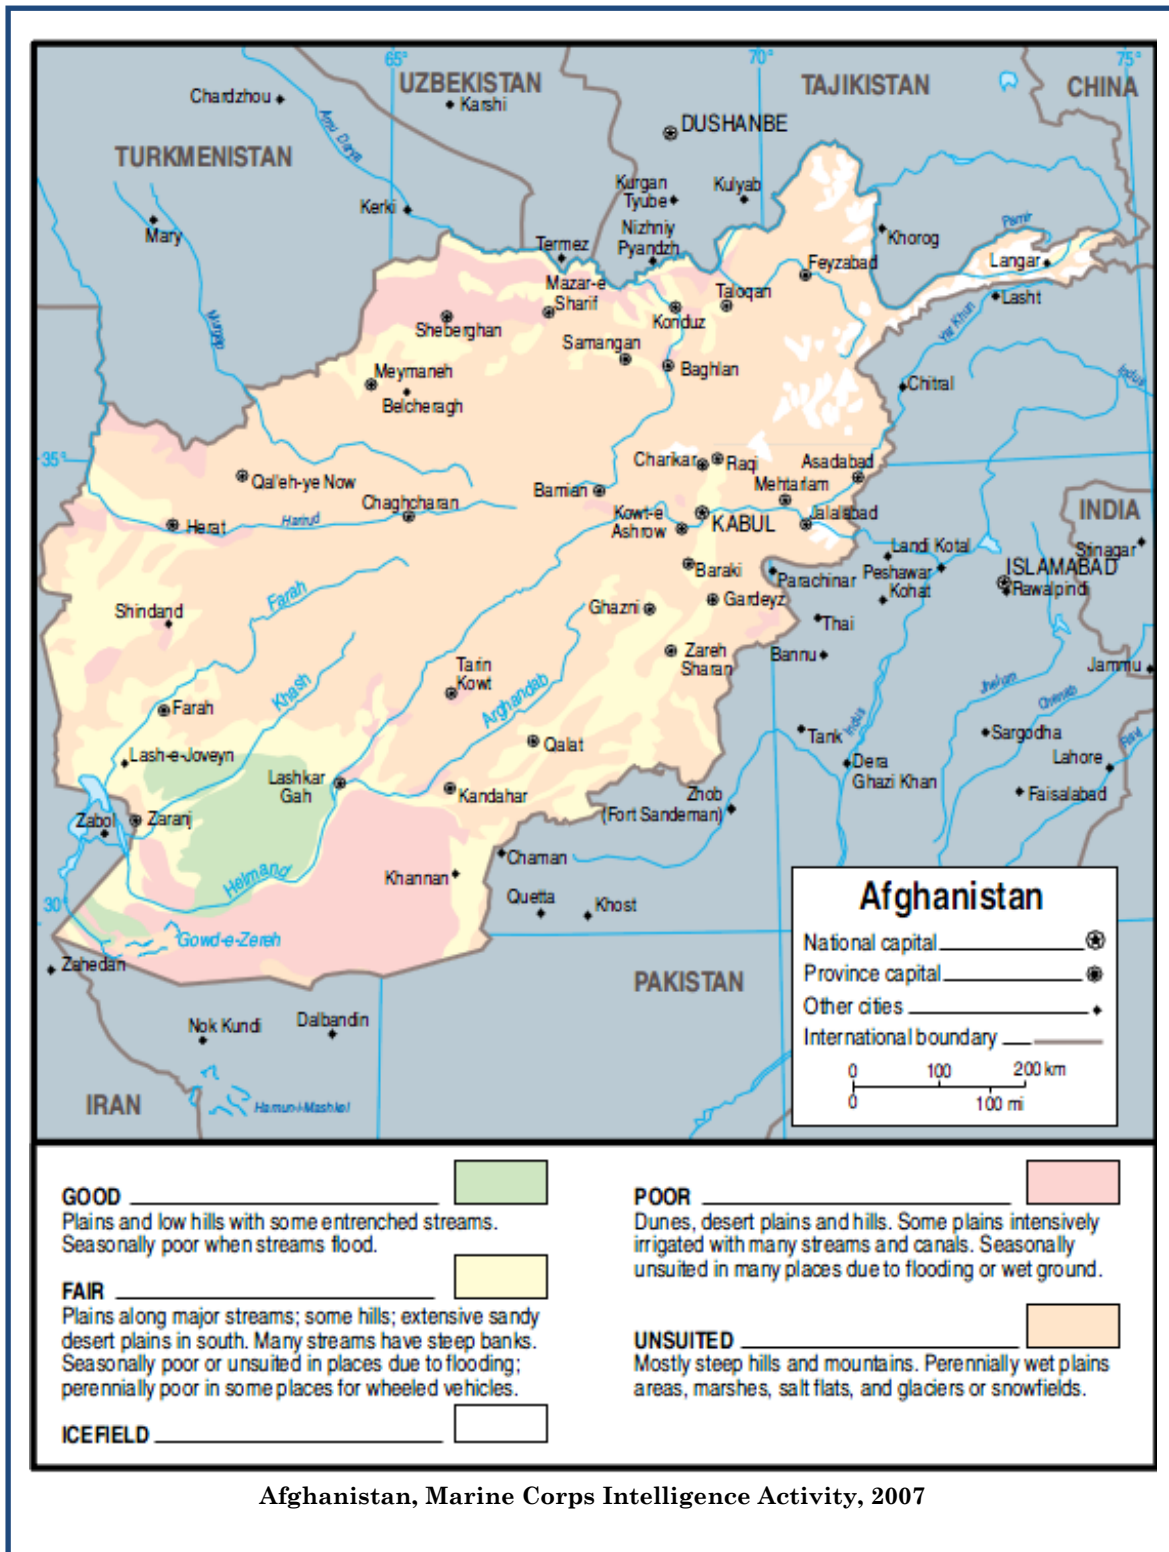 65°
70°
75°
UZBEKISTAN
TAJIKISTAN
CHINA
Chardzhou
Karshi
Amu Darya
DUSHANBE
TURKMENISTAN
Kurgan
Tyube
Kulyab
Kerki
Mary
Nizhniy
Pyandzh
Khorog
Pamir
Termez
Feyzabad
Langar
Mazar-e
Sharif
Taloqan
Lasht
Murgap
Sheberghan
Konduz
Yar Khun
Samangan
Meymaneh
Baghlan
Indus
Belcheragh
Chitral
35°
Charikar
Raqi
Asadabad
Qal'eh-ye Now
Mehtarlam
Bamian
Chaghcharan
Kowt-e
Ashrow
KABUL
Jalalabad
INDIA
Herat
Harirud
Landi Kotal
Srinagar
Baraki
Parachinar
Peshawar
ISLAMABAD
Rawalpindi
Farah
Kohat
Shindand
Ghazni
Gardeyz
Thai
Zareh
Sharan
Bannu
Tarin
Kowt
Jammu
Khash
Arghandab
Jhelum
Chenab
Farah
Qalat
Tank
Indus
Sargodha
Ravi
Lash-e-Joveyn
Lashkar
Gah
Dera
Ghazi Khan
Lahore
Kandahar
Zhob
(Fort Sandeman)
Faisalabad
Zabol
Zaranj
Chaman
Helmand
Khannan
Quetta
Khost
30°
Gowd-e-Zereh
Zahedan
PAKISTAN
Nok Kundi
Dalbandin
IRAN
Hamun-i-Mashkel
Afghanistan
National capital
Province capital
Other cities
International boundary
0 100 200 km
0 100 mi
GOOD
Plains and low hills with some entrenched streams.
Seasonally poor when streams flood.
FAIR
Plains along major streams; some hills; extensive sandy
desert plains in south. Many streams have steep banks.
Seasonally poor or unsuited in places due to flooding;
perennially poor in some places for wheeled vehicles.
ICEFIELD
POOR
Dunes, desert plains and hills. Some plains intensively
irrigated with many streams and canals. Seasonally
unsuited in many places due to flooding or wet ground.
UNSUITED
Mostly steep hills and mountains. Perennially wet plains
areas, marshes, salt flats, and glaciers or snowfields.
Afghanistan, Marine Corps Intelligence Activity, 2007